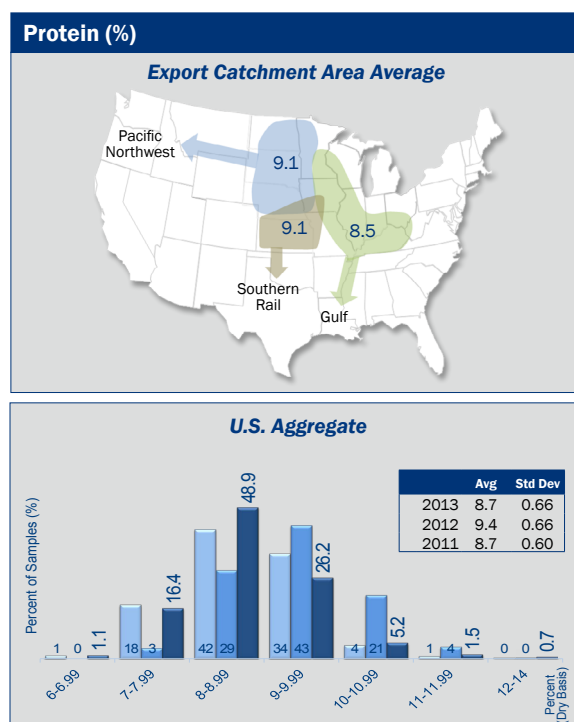 Protein (%)
Export Catchment Area Average
Pacific
Northwest
9.1
9.1
8.5
Southern
Rail
Gulf
U.S. Aggregate
Percent of Samples (%)
Avg Std Dev
2013 8.7 0.66
2012 9.4 0.66
2011 8.7 0.60
1 0 1.1
18 3 16.4
42 29 48.9
34 43 26.2
4 21 5.2
1 4 1.5
0 0 0.7
6-6.99
7-7.99
8-8.99
9-9.99
10-10.99
11-11.99
12-14
Percent
(Dry Basis)